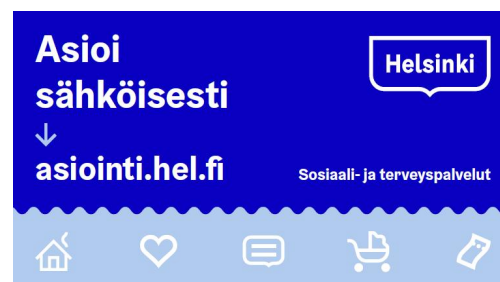 Asioi
sähköisesti
asiointi.hel.fi
Helsinki
Sosiaali- ja terveyspalvelut